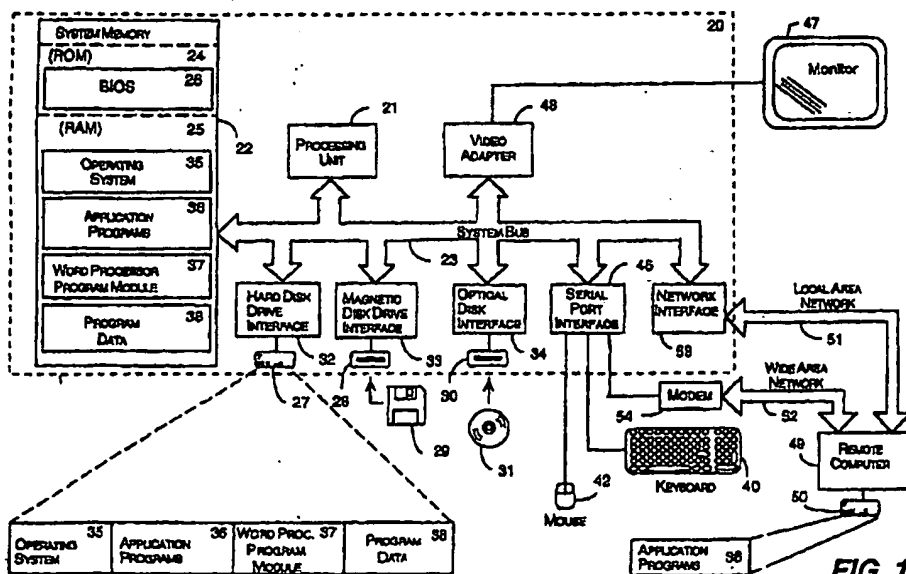 20
47
SYSTEM MEMORY
(ROM) 24
BIOS 26
(RAM) 25
22
OPERATING SYSTEM 35
APPLICATION PROGRAMS 36
WORD PROCESSOR PROGRAM MODULE 37
PROGRAM DATA 38
21
PROCESSING UNIT
48
VIDEO ADAPTER
Monitor
SYSTEM BUS
23
HARD DISK DRIVE INTERFACE
32
MAGNETIC DISK DRIVE INTERFACE
33
OPTICAL DISK INTERFACE
34
46
SERIAL PORT INTERFACE
NETWORK INTERFACE
53
LOCAL AREA NETWORK
51
WIDE AREA NETWORK
52
27
28
29
30
31
MODEM
54
49
REMOTE COMPUTER
50
KEYBOARD
40
42
MOUSE
OPERATING SYSTEM 35
APPLICATION PROGRAMS 36
WORD PROC. PROGRAM MODULE 37
PROGRAM DATA 38
APPLICATION PROGRAMS 36
FIG. 1